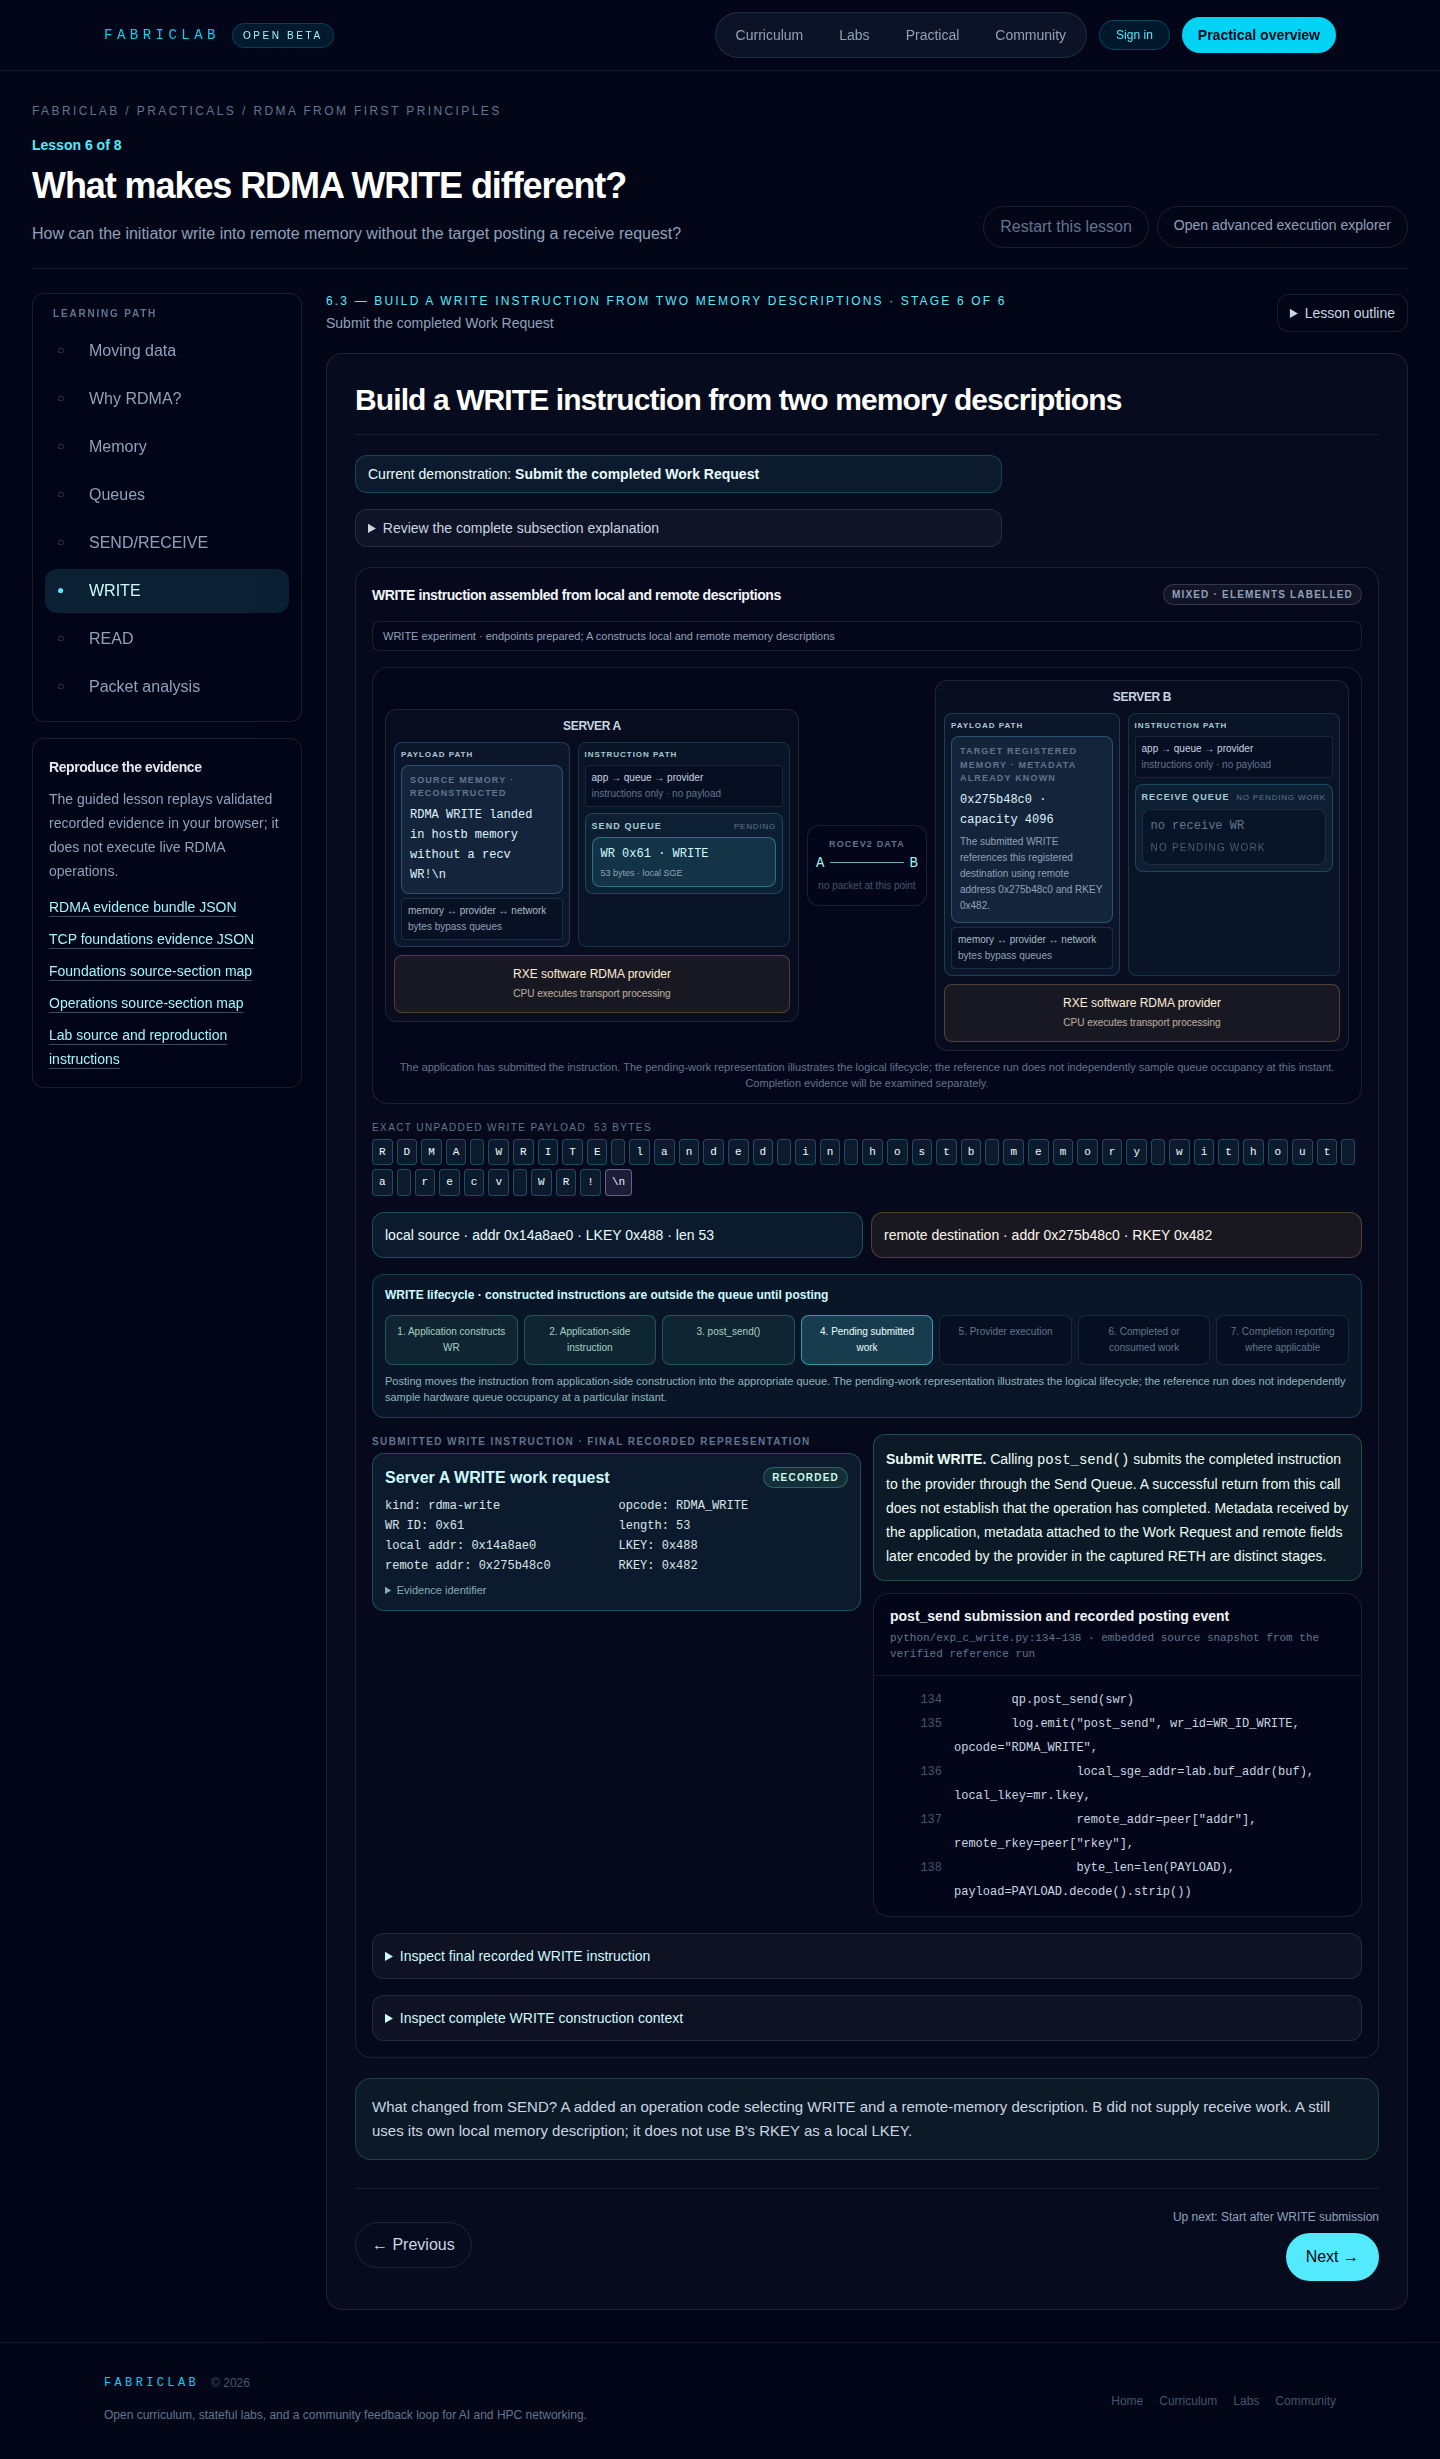 FABRICLAB
OPEN BETA
Curriculum
Labs
Practical
Community
Sign in
Practical overview
FABRICLAB / PRACTICALS / RDMA FROM FIRST PRINCIPLES
Lesson 6 of 8
What makes RDMA WRITE different?
How can the initiator write into remote memory without the target posting a receive request?
Restart this lesson
Open advanced execution explorer
LEARNING PATH
○ Moving data
○ Why RDMA?
○ Memory
○ Queues
○ SEND/RECEIVE
● WRITE
○ READ
○ Packet analysis
Reproduce the evidence
The guided lesson replays validated
recorded evidence in your browser; it
does not execute live RDMA
operations.
RDMA evidence bundle JSON
TCP foundations evidence JSON
Foundations source-section map
Operations source-section map
Lab source and reproduction
instructions
6.3 — BUILD A WRITE INSTRUCTION FROM TWO MEMORY DESCRIPTIONS · STAGE 6 OF 6
Submit the completed Work Request
▶ Lesson outline
Build a WRITE instruction from two memory descriptions
Current demonstration: Submit the completed Work Request
▶ Review the complete subsection explanation
WRITE instruction assembled from local and remote descriptions
MIXED · ELEMENTS LABELLED
WRITE experiment · endpoints prepared; A constructs local and remote memory descriptions
SERVER A
PAYLOAD PATH
SOURCE MEMORY ·
RECONSTRUCTED
RDMA WRITE landed
in hostb memory
without a recv
WR!\n
memory ↔ provider ↔ network
bytes bypass queues
INSTRUCTION PATH
app → queue → provider
instructions only · no payload
SEND QUEUE
PENDING
WR 0x61 · WRITE
53 bytes · local SGE
RXE software RDMA provider
CPU executes transport processing
ROCEV2 DATA
A
B
no packet at this point
SERVER B
PAYLOAD PATH
TARGET REGISTERED
MEMORY · METADATA
ALREADY KNOWN
0x275b48c0 ·
capacity 4096
The submitted WRITE
references this registered
destination using remote
address 0x275b48c0 and RKEY
0x482.
memory ↔ provider ↔ network
bytes bypass queues
INSTRUCTION PATH
app → queue → provider
instructions only · no payload
RECEIVE QUEUE
NO PENDING WORK
no receive WR
NO PENDING WORK
RXE software RDMA provider
CPU executes transport processing
The application has submitted the instruction. The pending-work representation illustrates the logical lifecycle; the reference run does not independently sample queue occupancy at this instant.
Completion evidence will be examined separately.
EXACT UNPADDED WRITE PAYLOAD 53 BYTES
R D M A W R I T E l a n d e d i n h o s t b m e m o r y w i t h o u t
a r e c v W R ! \n
local source · addr 0x14a8ae0 · LKEY 0x488 · len 53
remote destination · addr 0x275b48c0 · RKEY 0x482
WRITE lifecycle · constructed instructions are outside the queue until posting
1. Application constructs
WR
2. Application-side
instruction
3. post_send()
4. Pending submitted
work
5. Provider execution
6. Completed or
consumed work
7. Completion reporting
where applicable
Posting moves the instruction from application-side construction into the appropriate queue. The pending-work representation illustrates the logical lifecycle; the reference run does not independently
sample hardware queue occupancy at a particular instant.
SUBMITTED WRITE INSTRUCTION · FINAL RECORDED REPRESENTATION
Server A WRITE work request
RECORDED
kind: rdma-write
opcode: RDMA_WRITE
WR ID: 0x61
length: 53
local addr: 0x14a8ae0
LKEY: 0x488
remote addr: 0x275b48c0
RKEY: 0x482
▶ Evidence identifier
Submit WRITE. Calling post_send() submits the completed instruction
to the provider through the Send Queue. A successful return from this call
does not establish that the operation has completed. Metadata received by
the application, metadata attached to the Work Request and remote fields
later encoded by the provider in the captured RETH are distinct stages.
post_send submission and recorded posting event
python/exp_c_write.py:134–138 · embedded source snapshot from the
verified reference run
134 qp.post_send(swr)
135 log.emit("post_send", wr_id=WR_ID_WRITE,
opcode="RDMA_WRITE",
136 local_sge_addr=lab.buf_addr(buf),
local_lkey=mr.lkey,
137 remote_addr=peer["addr"],
remote_rkey=peer["rkey"],
138 byte_len=len(PAYLOAD),
payload=PAYLOAD.decode().strip())
▶ Inspect final recorded WRITE instruction
▶ Inspect complete WRITE construction context
What changed from SEND? A added an operation code selecting WRITE and a remote-memory description. B did not supply receive work. A still
uses its own local memory description; it does not use B's RKEY as a local LKEY.
← Previous
Up next: Start after WRITE submission
Next →
FABRICLAB © 2026
Open curriculum, stateful labs, and a community feedback loop for AI and HPC networking.
Home
Curriculum
Labs
Community